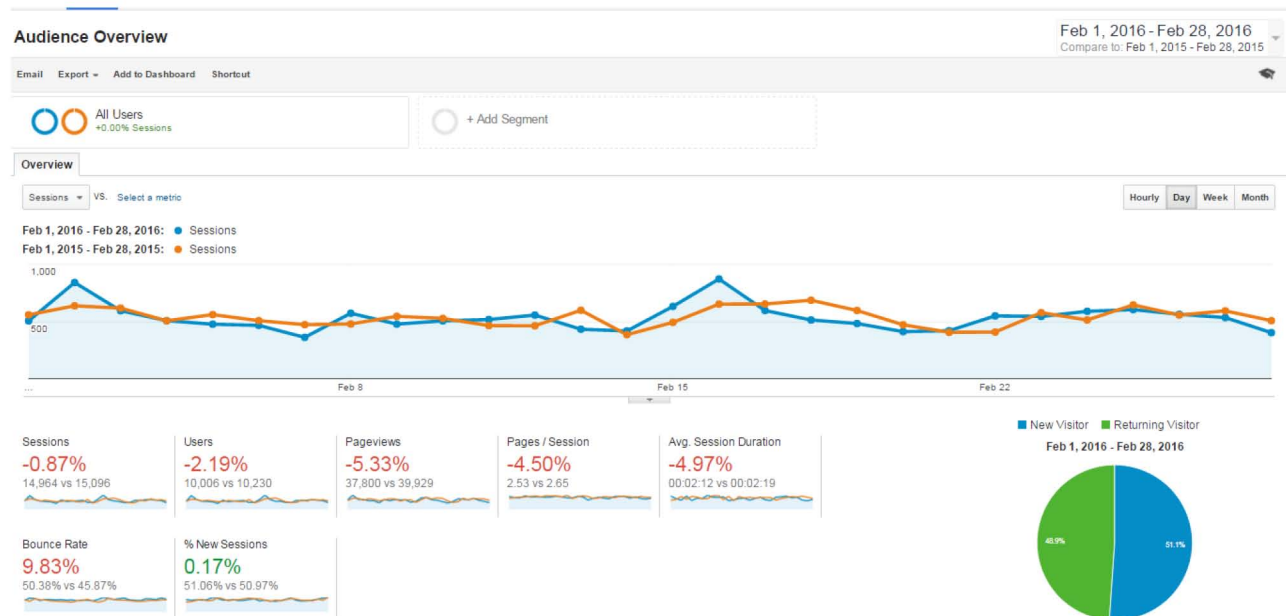 Audience Overview
Feb 1, 2016 - Feb 28, 2016
Compare to: Feb 1, 2015 - Feb 28, 2015
Email Export Add to Dashboard Shortcut
All Users
+0.00% Sessions
+ Add Segment
Overview
Sessions VS. Select a metric
Hourly Day Week Month
Feb 1, 2016 - Feb 28, 2016: Sessions
Feb 1, 2015 - Feb 28, 2015: Sessions
1,000
500
... Feb 8 Feb 15 Feb 22
New Visitor Returning Visitor
Feb 1, 2016 - Feb 28, 2016
Sessions
-0.87%
14,964 vs 15,096
Users
-2.19%
10,006 vs 10,230
Pageviews
-5.33%
37,800 vs 39,929
Pages / Session
-4.50%
2.53 vs 2.65
Avg. Session Duration
-4.97%
00:02:12 vs 00:02:19
Bounce Rate
9.83%
50.38% vs 45.87%
% New Sessions
0.17%
51.06% vs 50.97%
48.9%
51.1%